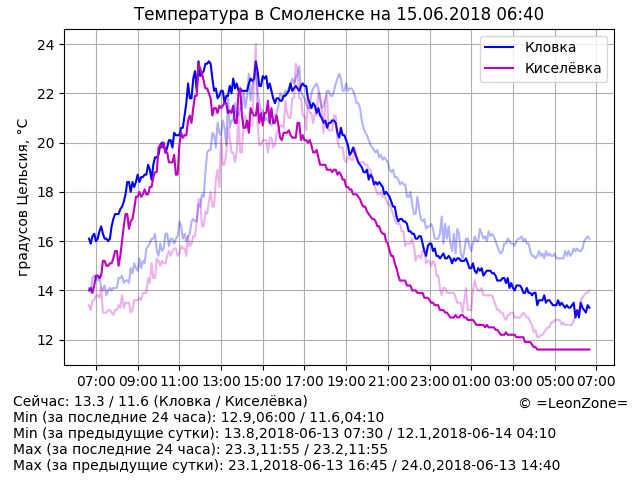 Температура в Смоленске на 15.06.2018 06:40
градусов Цельсия, °C
24
22
20
18
16
14
12
Кловка
Киселёвка
07:00 09:00 11:00 13:00 15:00 17:00 19:00 21:00 23:00 01:00 03:00 05:00 07:00
Сейчас: 13.3 / 11.6 (Кловка / Киселёвка)
© =LeonZone=
Min (за последние 24 часа): 12.9,06:00 / 11.6,04:10
Min (за предыдущие сутки): 13.8,2018-06-13 07:30 / 12.1,2018-06-14 04:10
Max (за последние 24 часа): 23.3,11:55 / 23.2,11:55
Max (за предыдущие сутки): 23.1,2018-06-13 16:45 / 24.0,2018-06-13 14:40